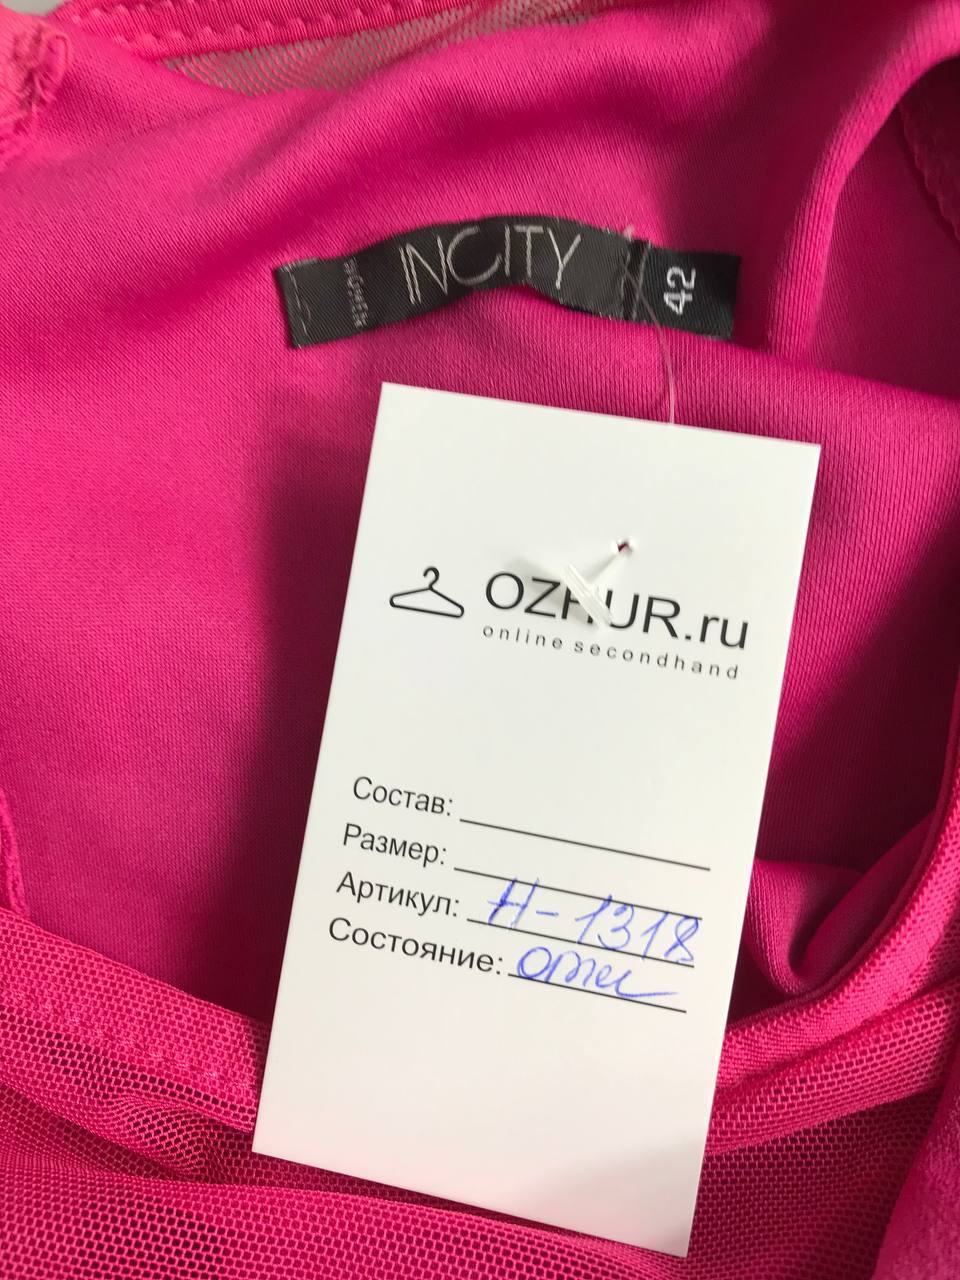 INCITY
42
OZHUR.ru
online secondhand
Состав:
Размер:
Артикул: Н-1318
Состояние: отл